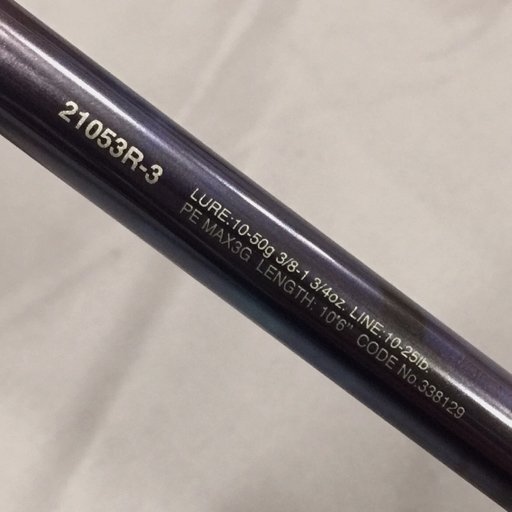 21053R-3
LURE:10-50g 3/8-1 3/4oz. LINE:10-25lb.
PE MAX3G LENGTH: 10'6" CODE No.338129